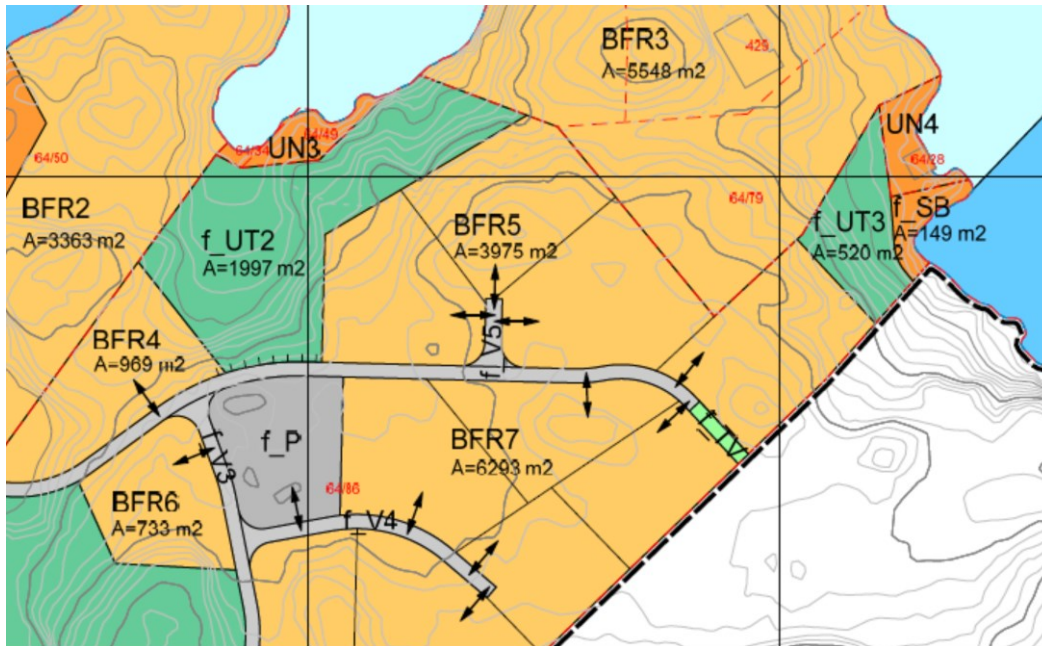 BFR3
A=5548 m2
429
64/49
64/34
UN3
64/50
UN4
64/28
BFR2
A=3363 m2
f_UT2
A=1997 m2
BFR5
A=3975 m2
64/79
f_UT3
A=520 m2
f_SB
A=149 m2
BFR4
A=969 m2
f_V5
f_P
f_V3
BFR7
A=6293 m2
64/86
BFR6
A=733 m2
f_V4